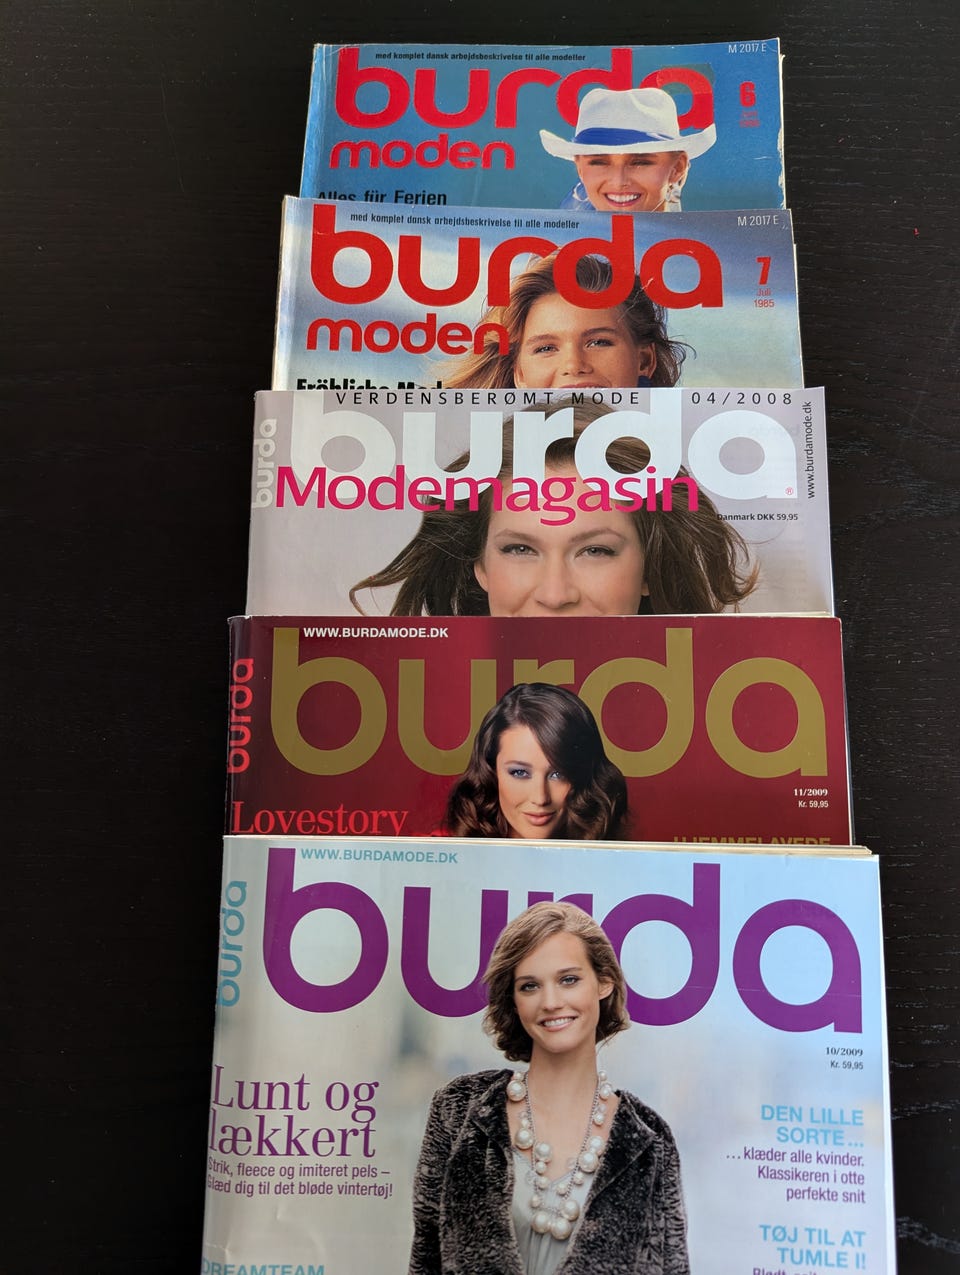 med komplet dansk arbejdsbeskrivelse til alle modeller
M 2017 E
burda
6
moden
Alles für Ferien
med komplet dansk arbejdsbeskrivelse til alle modeller
M 2017 E
burda
7
Juli
1985
moden
Fröhliche
VERDENSBERØMT MODE 04/2008
burda
burda
Modemagasin
www.burdamode.dk
Danmark DKK 59,95
WWW.BURDAMODE.DK
burda
burda
11/2009
Kr. 59,95
Lovestory
HJEMMELAVEDE
WWW.BURDAMODE.DK
burda
burda
10/2009
Kr. 59,95
Lunt og
lækkert
Strik, fleece og imiteret pels –
Glæd dig til det bløde vintertøj!
DEN LILLE
SORTE ...
... klæder alle kvinder.
Klassikeren i otte
perfekte snit
TØJ TIL AT
TUMLE I!
DREAMTEAM